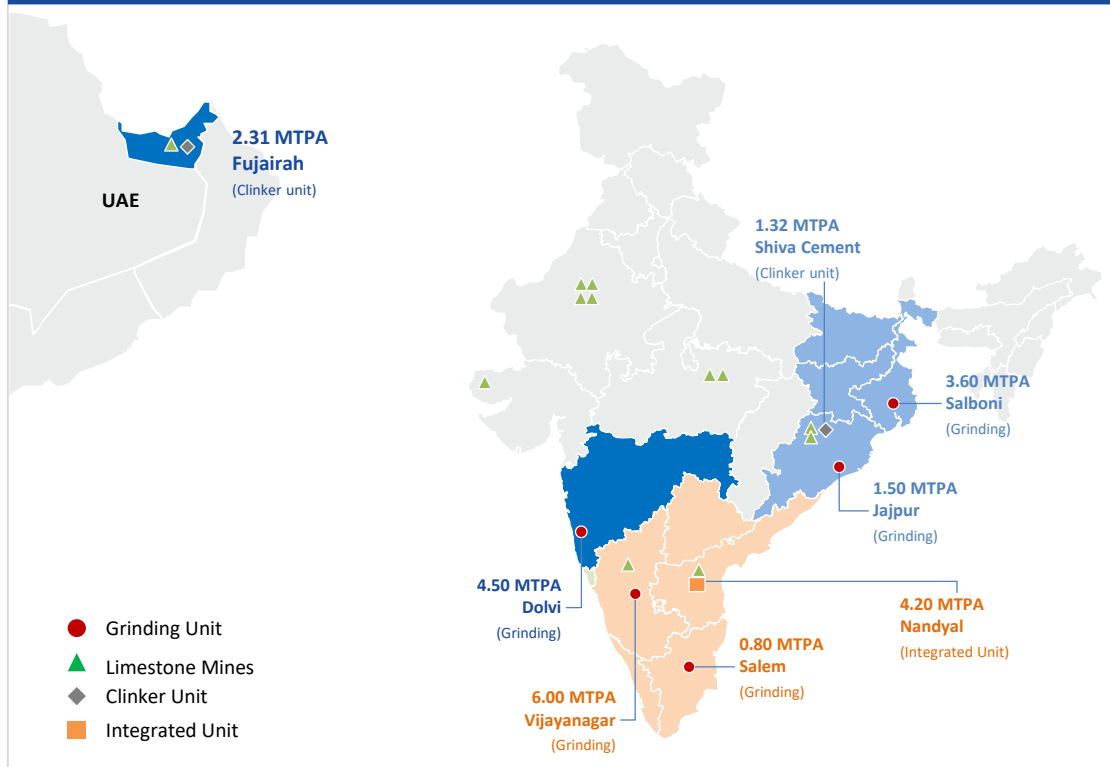 2.31 MTPA
Fujairah
(Clinker unit)
UAE
1.32 MTPA
Shiva Cement
(Clinker unit)
3.60 MTPA
Salboni
(Grinding)
1.50 MTPA
Jajpur
(Grinding)
4.50 MTPA
Dolvi
(Grinding)
4.20 MTPA
Nandyal
(Integrated Unit)
0.80 MTPA
Salem
(Grinding)
6.00 MTPA
Vijayanagar
(Grinding)
Grinding Unit
Limestone Mines
Clinker Unit
Integrated Unit